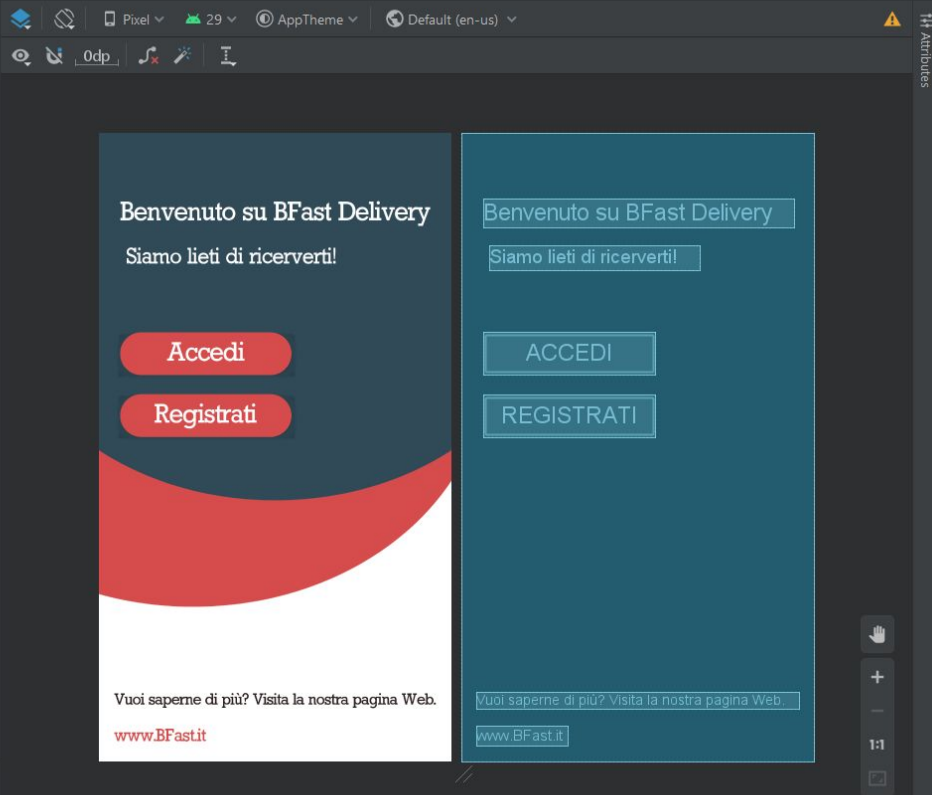 Pixel 29 AppTheme Default (en-us)
0dp
Attributes
Benvenuto su BFast Delivery
Siamo lieti di ricerverti!
Accedi
Registrati
Vuoi saperne di più? Visita la nostra pagina Web.
www.BFast.it
Benvenuto su BFast Delivery
Siamo lieti di ricerverti!
ACCEDI
REGISTRATI
Vuoi saperne di più? Visita la nostra pagina Web.
www.BFast.it
1:1